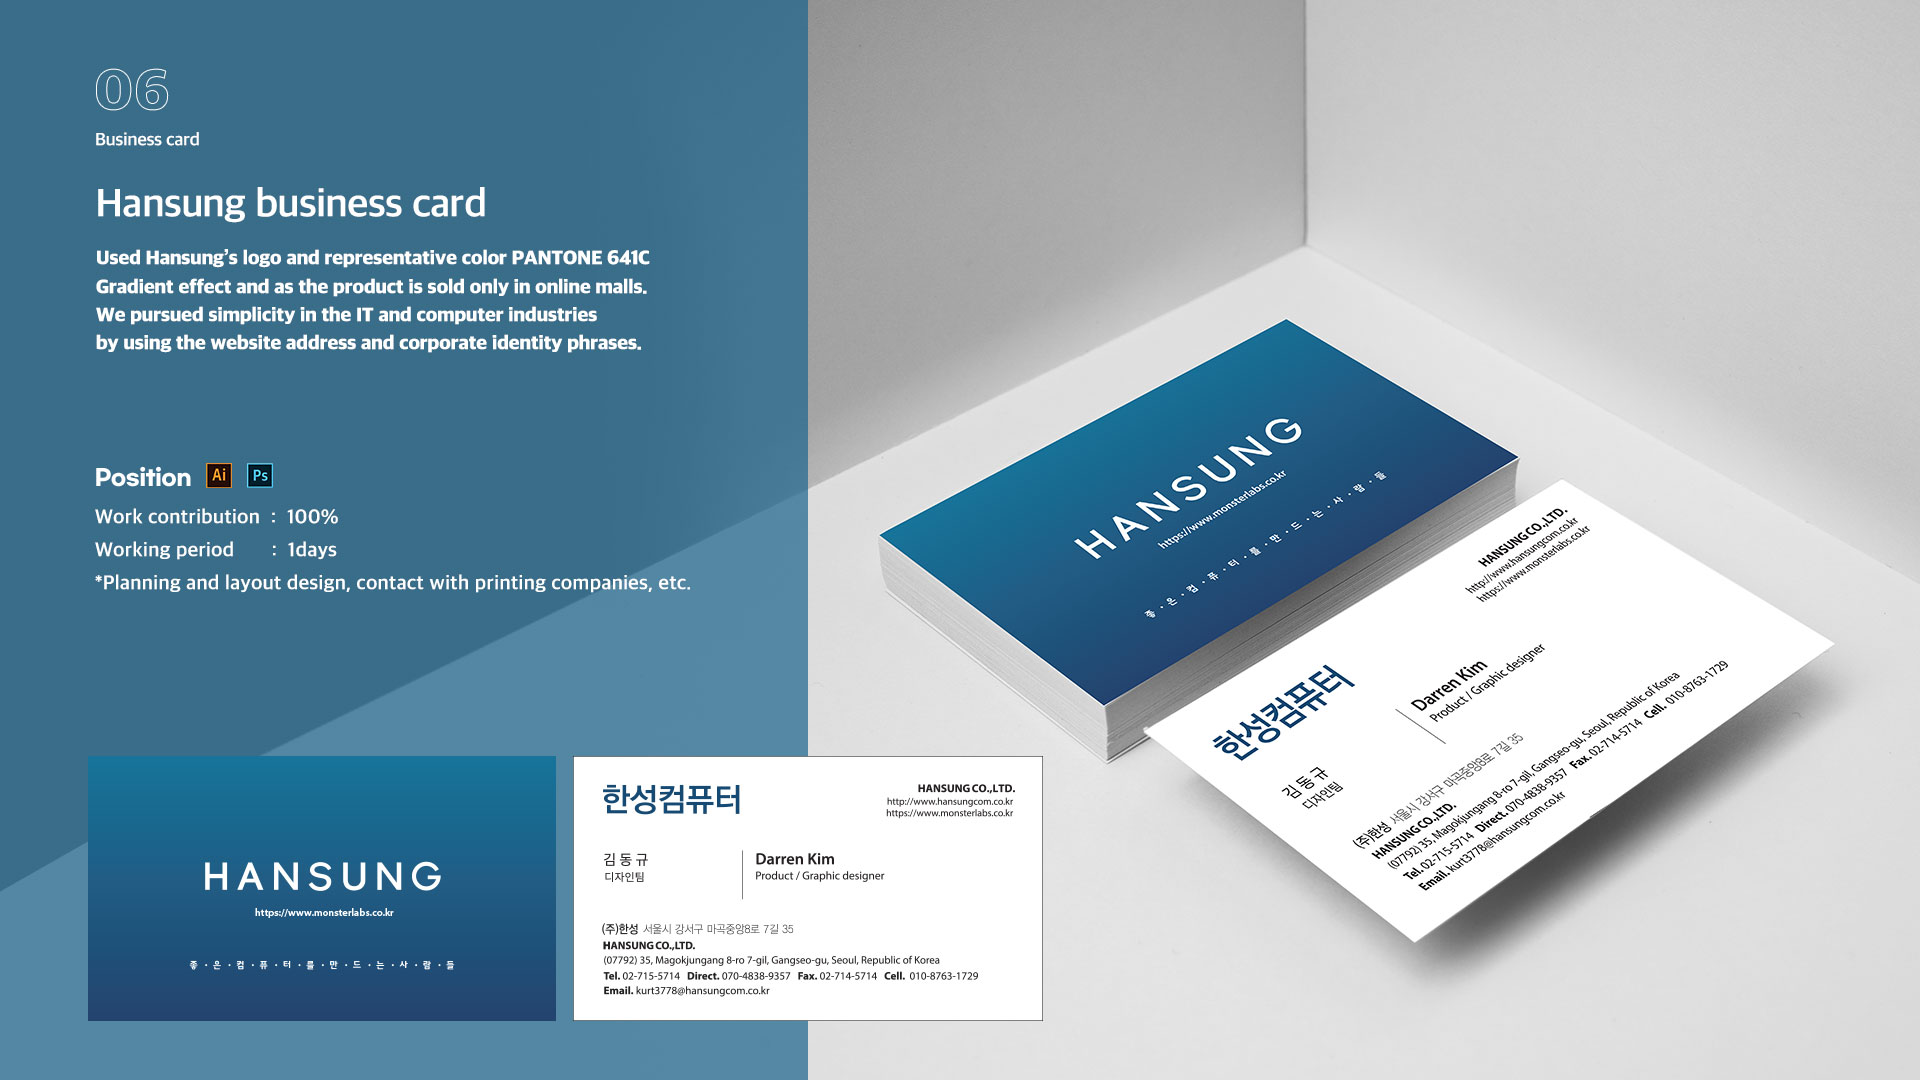 06
Business card
Hansung business card
Used Hansung’s logo and representative color PANTONE 641C
Gradient effect and as the product is sold only in online malls.
We pursued simplicity in the IT and computer industries
by using the website address and corporate identity phrases.
Position Ai Ps
Work contribution : 100%
Working period : 1days
*Planning and layout design, contact with printing companies, etc.
HANSUNG
https://www.monsterlabs.co.kr
좋·은·컴·퓨·터·를·만·드·는·사·람·들
한성컴퓨터
HANSUNG CO.,LTD.
http://www.hansungcom.co.kr
https://www.monsterlabs.co.kr
김동규
디자인팀
Darren Kim
Product / Graphic designer
(주)한성 서울시 강서구 마곡중앙8로 7길 35
HANSUNG CO.,LTD.
(07792) 35, Magokjungang 8-ro 7-gil, Gangseo-gu, Seoul, Republic of Korea
Tel. 02-715-5714 Direct. 070-4838-9357 Fax. 02-714-5714 Cell. 010-8763-1729
Email. kurt3778@hansungcom.co.kr
HANSUNG
https://www.monsterlabs.co.kr
좋·은·컴·퓨·터·를·만·드·는·사·람·들
HANSUNG CO.,LTD.
http://www.hansungcom.co.kr
https://www.monsterlabs.co.kr
한성컴퓨터
Darren Kim
Product / Graphic designer
김동규
디자인팀
(주)한성 서울시 강서구 마곡중앙8로 7길 35
HANSUNG CO.,LTD.
(07792) 35, Magokjungang 8-ro 7-gil, Gangseo-gu, Seoul, Republic of Korea
Tel. 02-715-5714 Direct. 070-4838-9357 Fax. 02-714-5714 Cell. 010-8763-1729
Email. kurt3778@hansungcom.co.kr